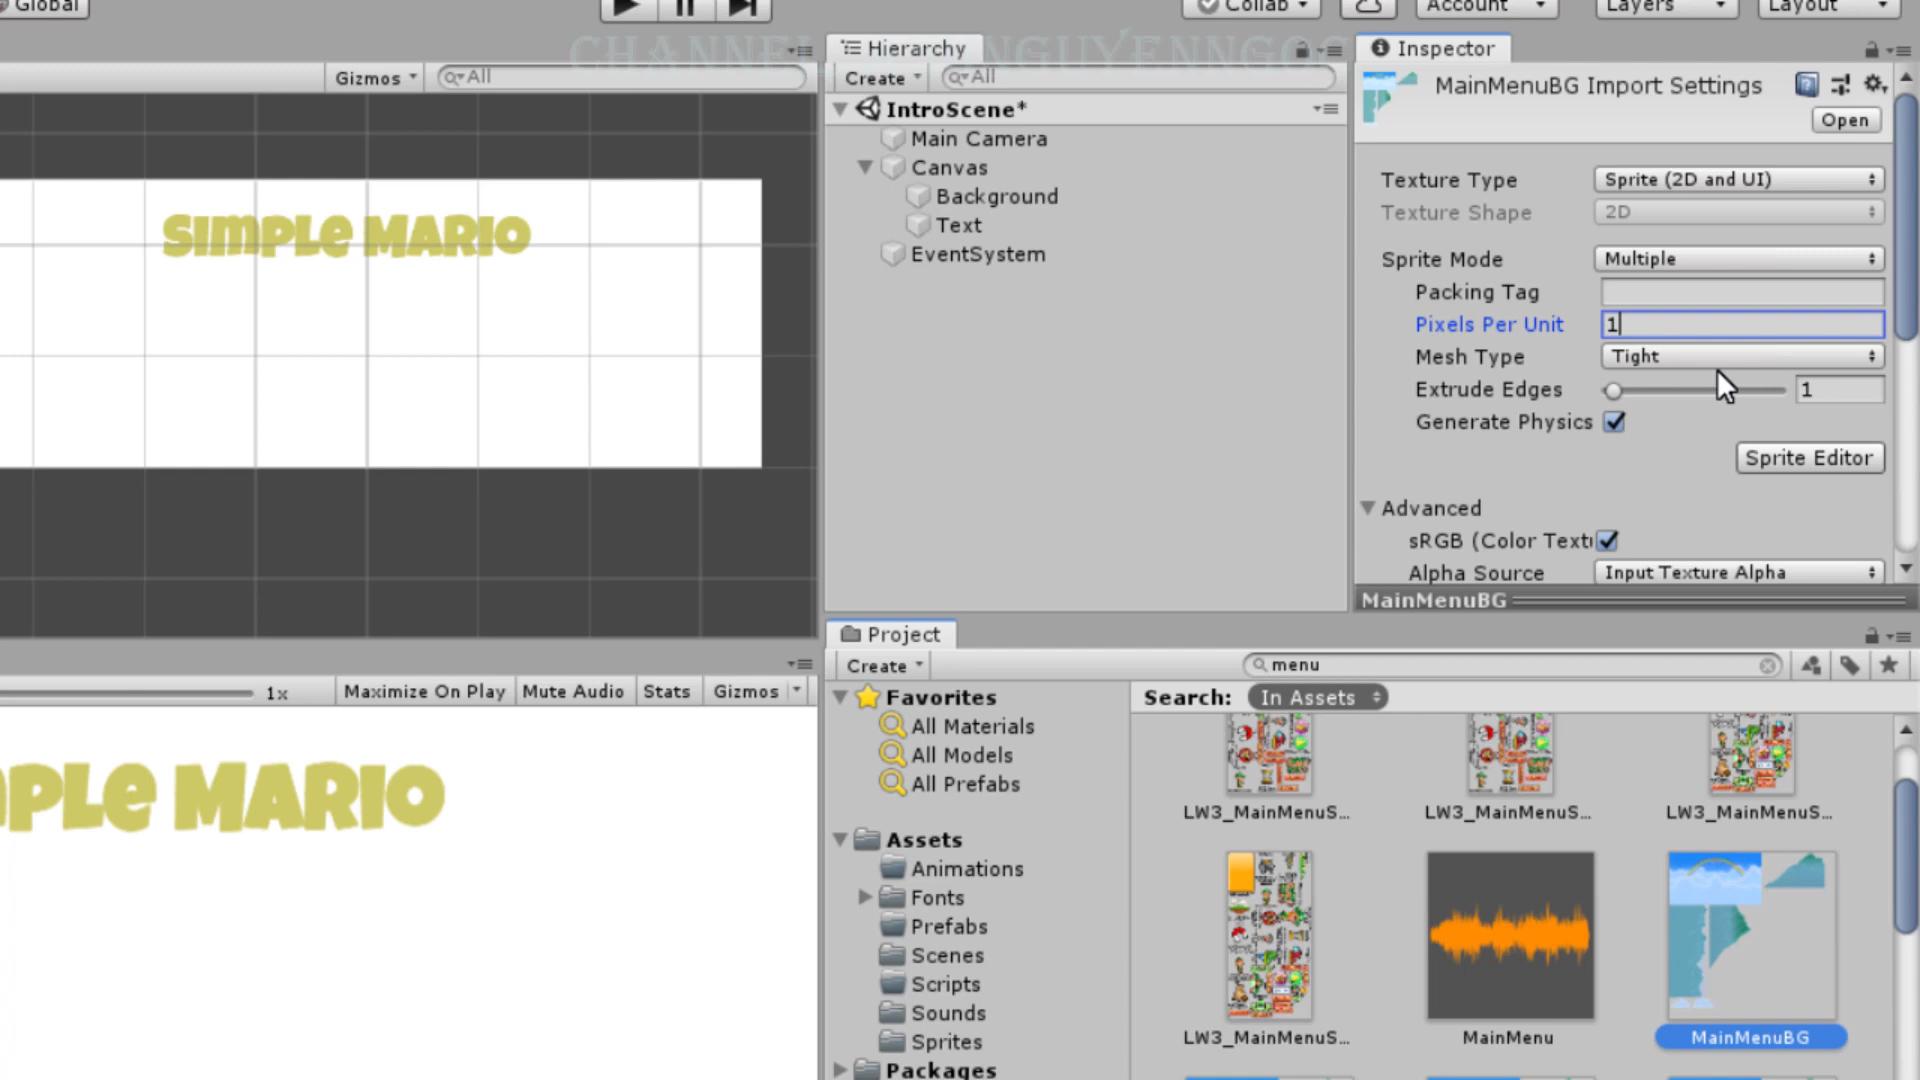 Global
Collab
Account
Layers
Layout
CHANNEL NGUYENNGOC
Gizmos
All
Hierarchy
Create
All
IntroScene*
Main Camera
Canvas
Background
Text
EventSystem
Inspector
MainMenuBG Import Settings
Open
Texture Type
Sprite (2D and UI)
Texture Shape
2D
Sprite Mode
Multiple
Packing Tag
Pixels Per Unit
1
Mesh Type
Tight
Extrude Edges
1
Generate Physics
Sprite Editor
Advanced
sRGB (Color Textu
Alpha Source
Input Texture Alpha
MainMenuBG
SIMPLE MARIO
1x
Maximize On Play
Mute Audio
Stats
Gizmos
PLE MARIO
Project
Create
menu
Favorites
All Materials
All Models
All Prefabs
Assets
Animations
Fonts
Prefabs
Scenes
Scripts
Sounds
Sprites
Packages
Search:
In Assets
LW3_MainMenuS...
LW3_MainMenuS...
LW3_MainMenuS...
LW3_MainMenuS...
MainMenu
MainMenuBG